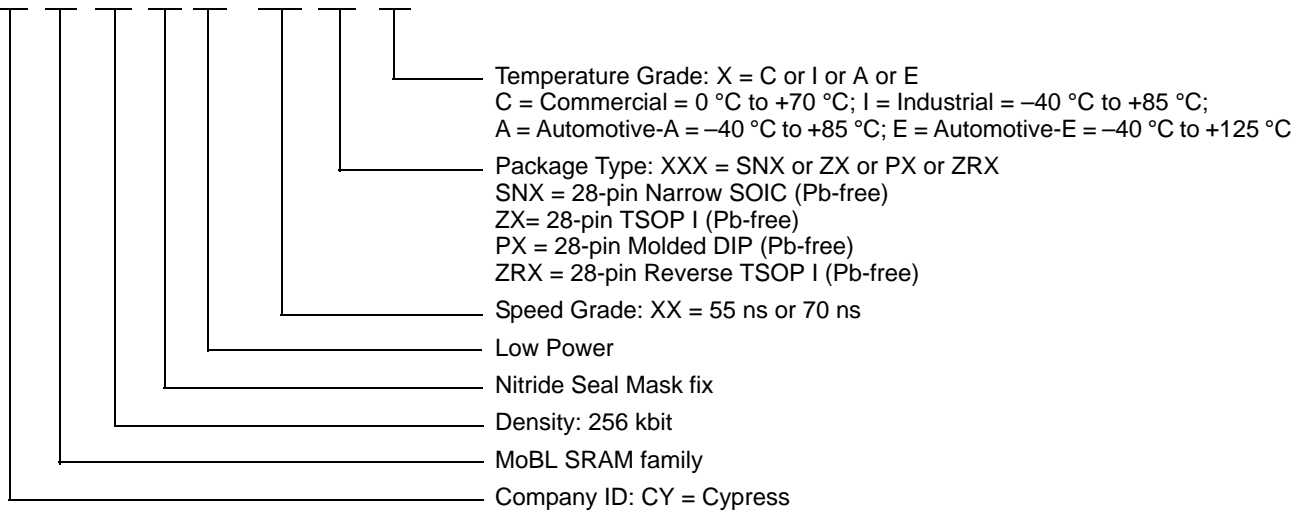 Temperature Grade: X = C or I or A or E
C = Commercial = 0 °C to +70 °C; I = Industrial = –40 °C to +85 °C;
A = Automotive-A = –40 °C to +85 °C; E = Automotive-E = –40 °C to +125 °C
Package Type: XXX = SNX or ZX or PX or ZRX
SNX = 28-pin Narrow SOIC (Pb-free)
ZX= 28-pin TSOP I (Pb-free)
PX = 28-pin Molded DIP (Pb-free)
ZRX = 28-pin Reverse TSOP I (Pb-free)
Speed Grade: XX = 55 ns or 70 ns
Low Power
Nitride Seal Mask fix
Density: 256 kbit
MoBL SRAM family
Company ID: CY = Cypress